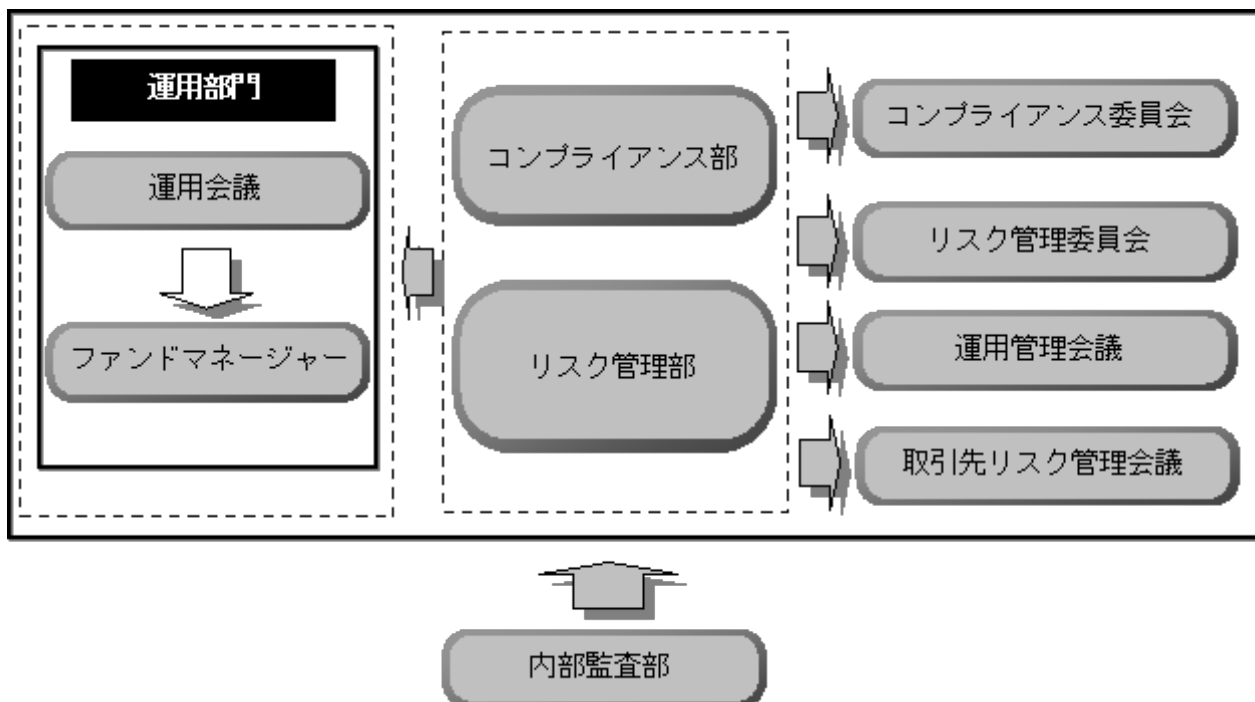 運用部門
運用会議
ファンドマネージャー
コンプライアンス部
リスク管理部
コンプライアンス委員会
リスク管理委員会
運用管理会議
取引先リスク管理会議
内部監査部